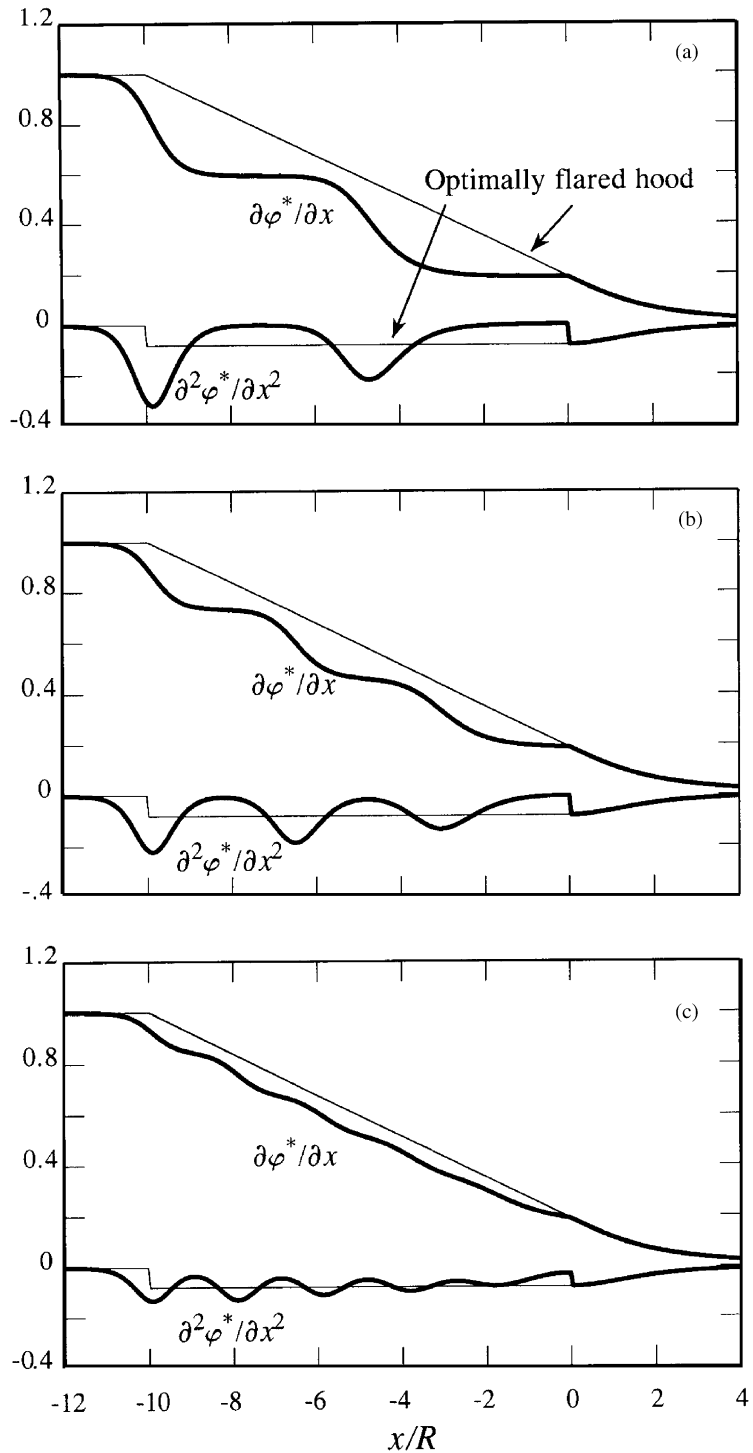 1.2
(a)
0.8
Optimally flared hood
∂φ*/∂x
0.4
0
∂²φ*/∂x²
-0.4
1.2
(b)
0.8
∂φ*/∂x
0.4
0
∂²φ*/∂x²
-.4
1.2
(c)
0.8
∂φ*/∂x
0.4
0
∂²φ*/∂x²
-0.4
-12 -10 -8 -6 -4 -2 0 2 4
x/R